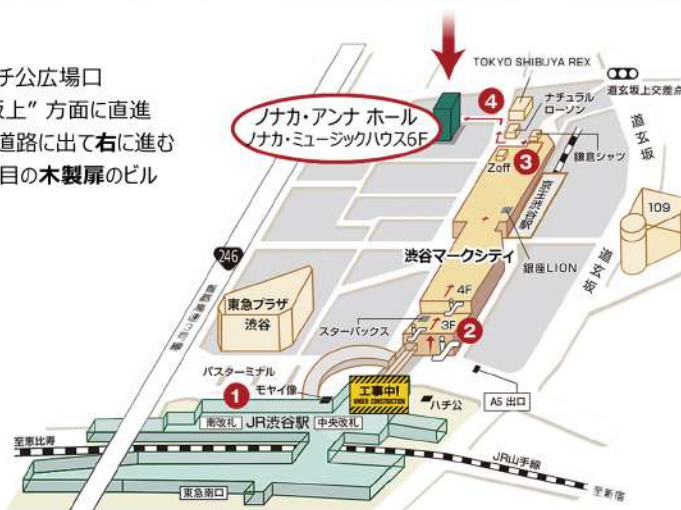 チ公広場口
坂上” 方面に直進
道路に出て右に進む
目の木製扉のビル
TOKYO SHIBUYA REX
道玄坂上交差点
ナチュラル
ローソン
④
ノナカ・アンナ ホール
ノナカ・ミュージックハウス6F
道玄坂
鎌倉シャツ
Zoff
③
京王渋谷駅
109
渋谷マークシティ
銀座LION
道玄坂
246
首都高速3号線
東急プラザ
渋谷
4F
スターバックス
3F
②
バスターミナル
モヤイ像
①
工事中!
UNDER CONSTRUCTION
ハチ公
A5 出口
南改札
JR渋谷駅
中央改札
至恵比寿
JR山手線
東急南口
至新宿